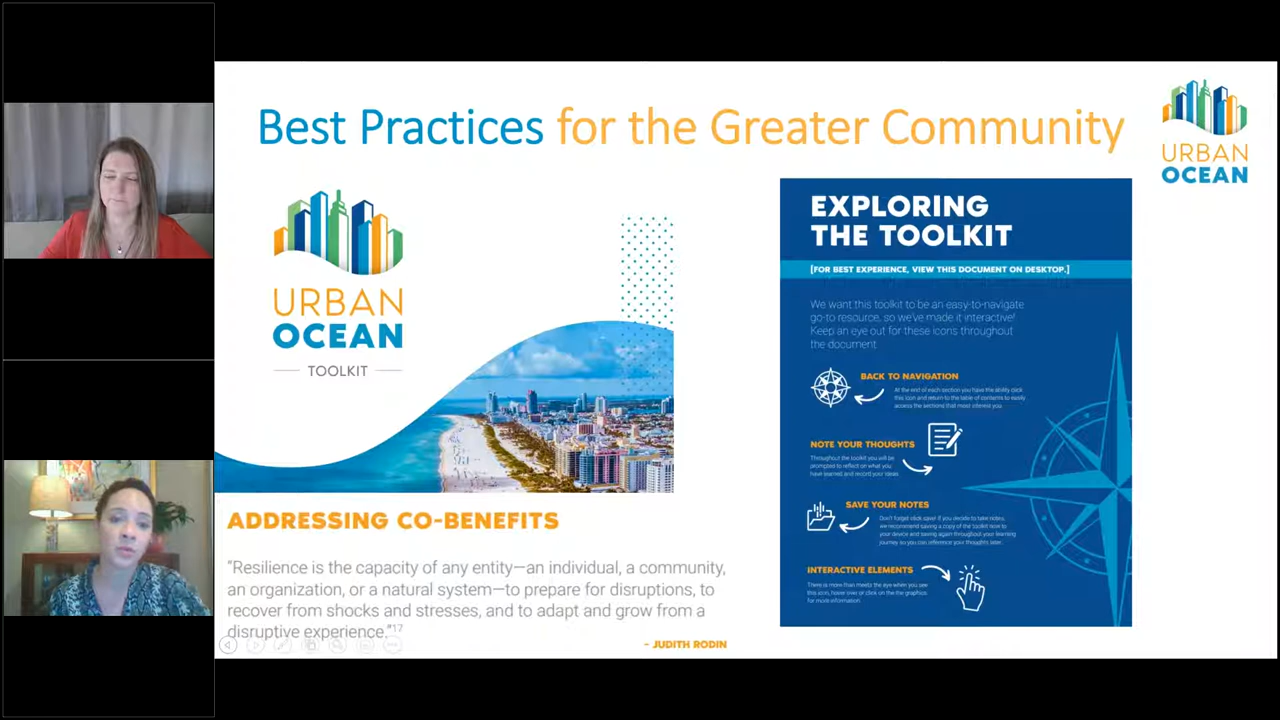 Best Practices for the Greater Community
URBAN
OCEAN
URBAN
OCEAN
TOOLKIT
ADDRESSING CO-BENEFITS
"Resilience is the capacity of any entity—an individual, a community,
an organization, or a natural system—to prepare for disruptions, to
recover from shocks and stresses, and to adapt and grow from a
disruptive experience."17
- JUDITH RODIN
EXPLORING
THE TOOLKIT
[FOR BEST EXPERIENCE, VIEW THIS DOCUMENT ON DESKTOP.]
We want this toolkit to be an easy-to-navigate
go-to resource, so we've made it interactive!
Keep an eye out for these icons throughout
the document.
BACK TO NAVIGATION
At the end of each section you have the ability click
this icon and return to the table of contents to easily
access the sections that most interest you.
NOTE YOUR THOUGHTS
Throughout the toolkit you will be
prompted to reflect on what you
have learned and record your ideas.
SAVE YOUR NOTES
Don't forget click save! If you decide to take notes,
we recommend saving a copy of the toolkit now to
your device and saving again throughout your learning
journey so you can reference your thoughts later.
INTERACTIVE ELEMENTS
There is more than meets the eye when you see
this icon, hover over or click on the the graphics
for more information.